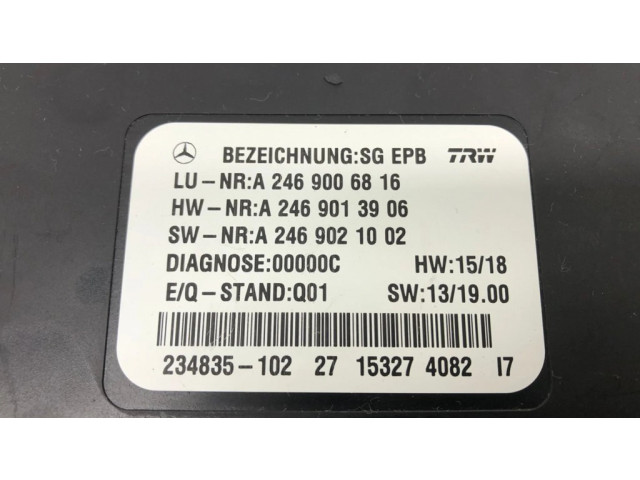 BEZEICHNUNG:SG EPB TRW
LU-NR:A 246 900 68 16
HW-NR:A 246 901 39 06
SW-NR:A 246 902 10 02
DIAGNOSE:00000C HW:15/18
E/Q-STAND:Q01 SW:13/19.00
234835-102 27 15327 4082 I7